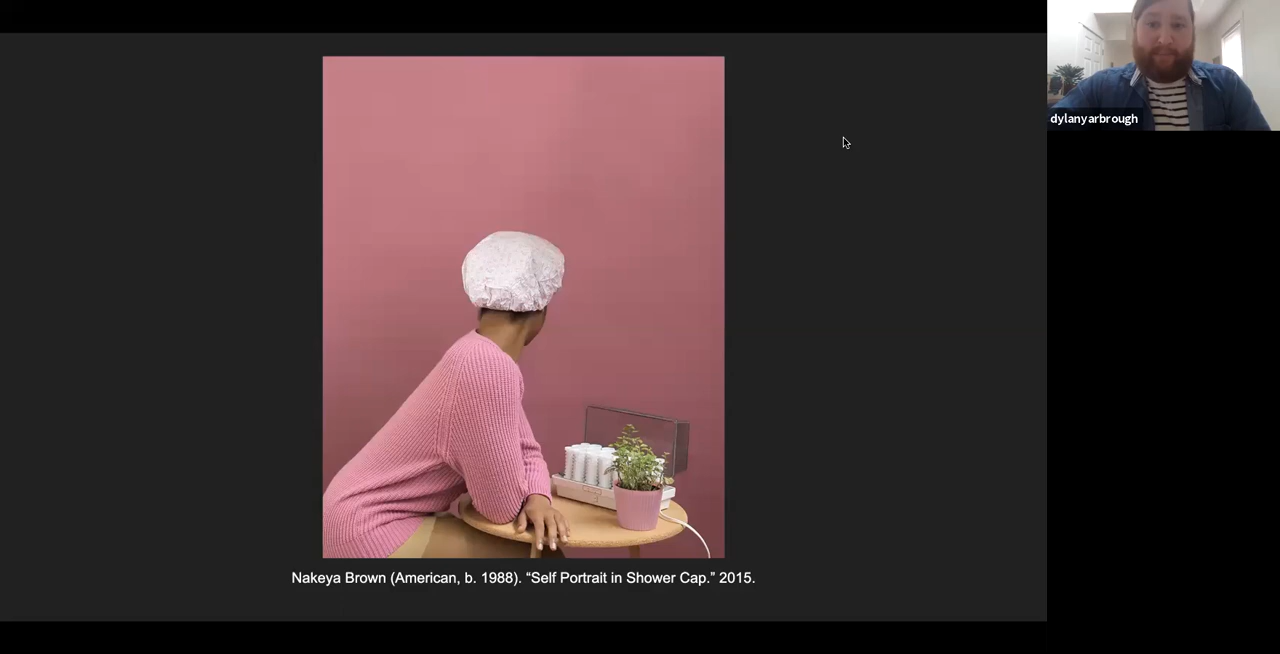 dylanyarbrough
Nakeya Brown (American, b. 1988). “Self Portrait in Shower Cap.” 2015.